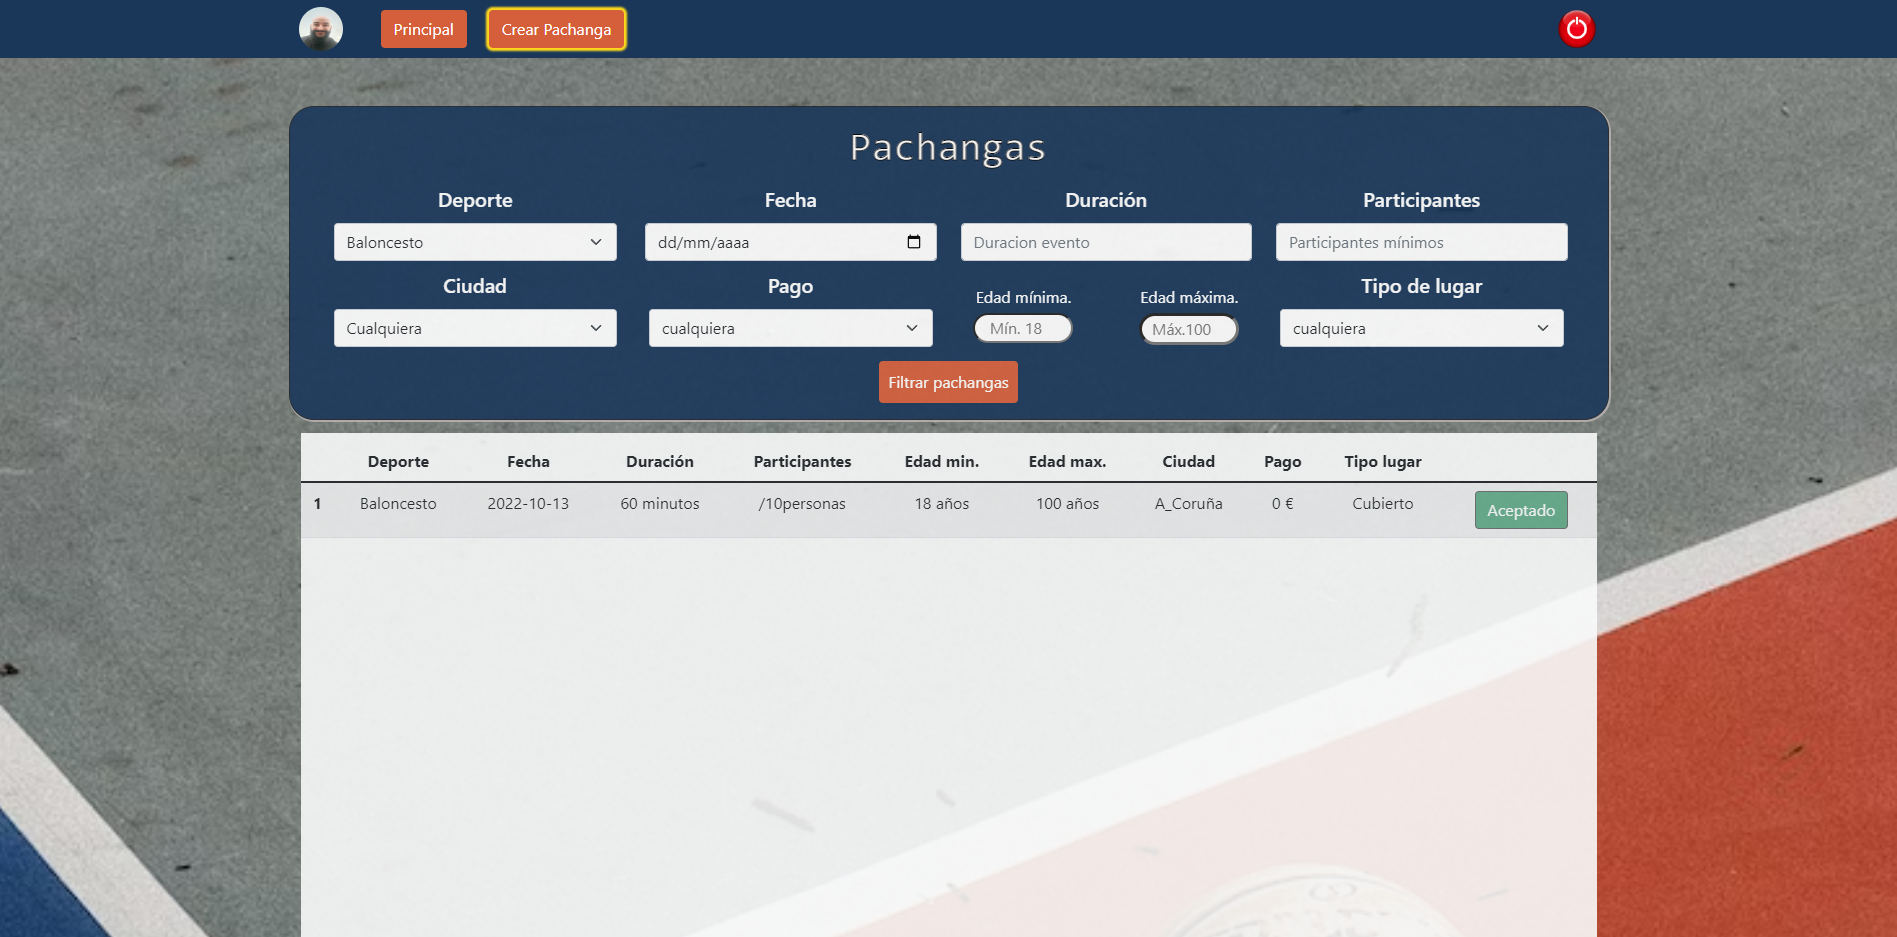 Principal Crear Pachanga
Pachangas
Deporte Fecha Duración Participantes
Baloncesto dd/mm/aaaa Duracion evento Participantes mínimos
Ciudad Pago Edad mínima. Edad máxima. Tipo de lugar
Cualquiera cualquiera Mín. 18 Máx.100 cualquiera
Filtrar pachangas
Deporte Fecha Duración Participantes Edad min. Edad max. Ciudad Pago Tipo lugar
1 Baloncesto 2022-10-13 60 minutos /10personas 18 años 100 años A_Coruña 0 € Cubierto Aceptado